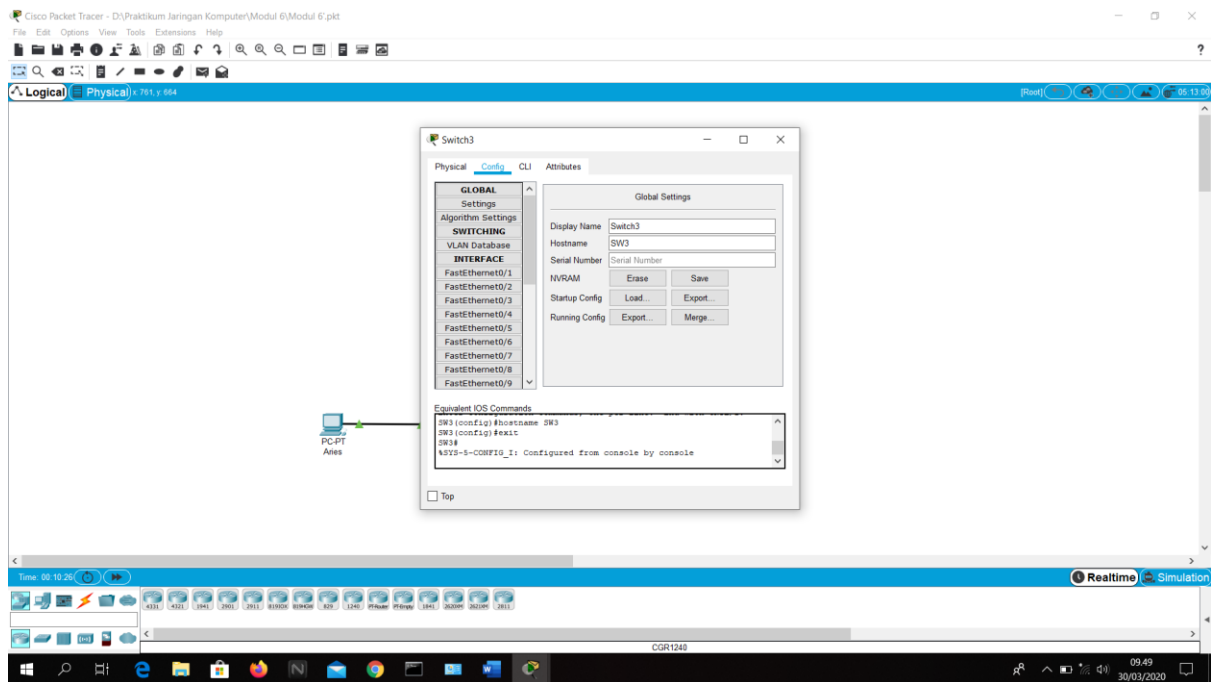 Cisco Packet Tracer - D:\Praktikum Jaringan Komputer\Modul 6\Modul 6'.pkt
File Edit Options View Tools Extensions Help
?
Logical Physical x: 761, y: 664 [Root] 05:13:00
Switch3
Physical Config CLI Attributes
GLOBAL
Settings
Algorithm Settings
SWITCHING
VLAN Database
INTERFACE
FastEthernet0/1
FastEthernet0/2
FastEthernet0/3
FastEthernet0/4
FastEthernet0/5
FastEthernet0/6
FastEthernet0/7
FastEthernet0/8
FastEthernet0/9
Global Settings
Display Name Switch3
Hostname SW3
Serial Number Serial Number
NVRAM Erase Save
Startup Config Load... Export...
Running Config Export... Merge...
Equivalent IOS Commands
SW3(config)#hostname SW3
SW3(config)#exit
SW3#
%SYS-5-CONFIG_I: Configured from console by console
Top
PC-PT
Aries
Time: 00:10:26 Realtime Simulation
4331 4321 1941 2901 2911 819IOX 819HGW 829 1240 PT-Router PT-Empty 1841 2620XM 2621XM 2811
CGR1240
09.49
30/03/2020